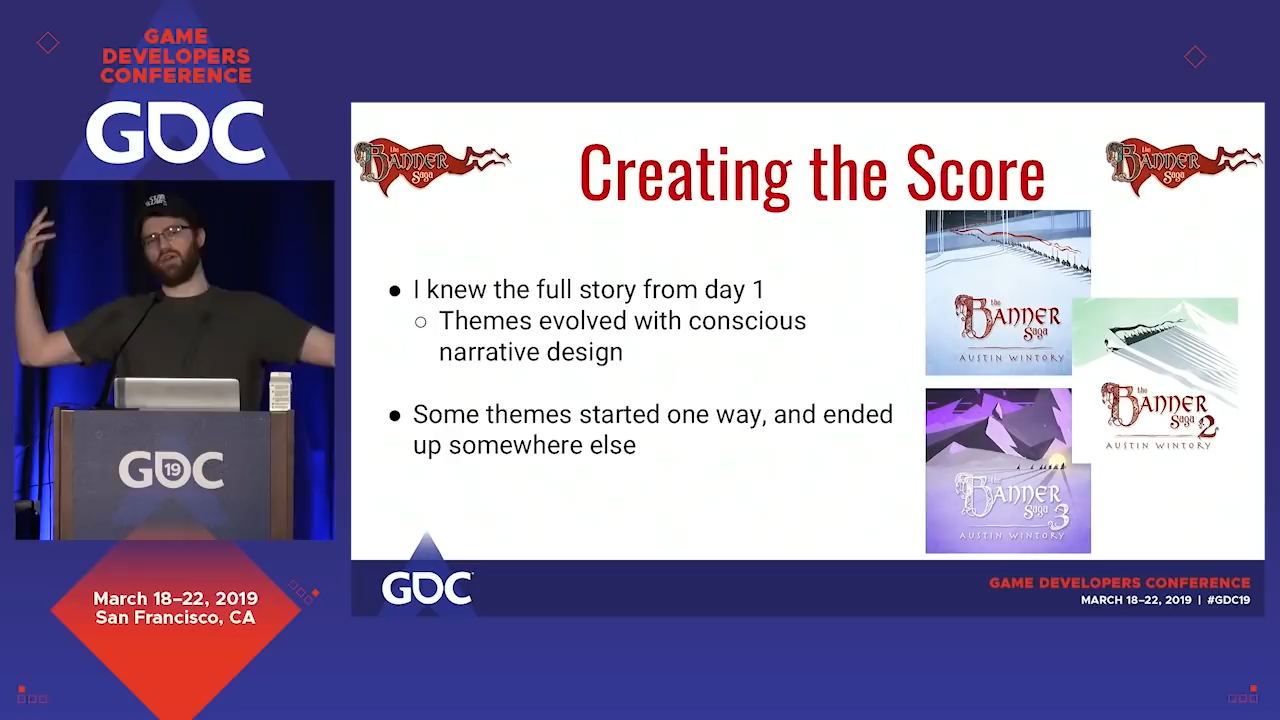 GAME
DEVELOPERS
CONFERENCE
GDC
GDC
19
March 18–22, 2019
San Francisco, CA
the
Banner
Saga
Creating the Score
the
Banner
Saga
● I knew the full story from day 1
○ Themes evolved with conscious
narrative design
● Some themes started one way, and ended
up somewhere else
the
Banner
Saga
AUSTIN WINTORY
the
Banner
Saga 2
AUSTIN WINTORY
the
Banner
Saga 3
AUSTIN WINTORY
GDC
GAME DEVELOPERS CONFERENCE
MARCH 18–22, 2019 | #GDC19